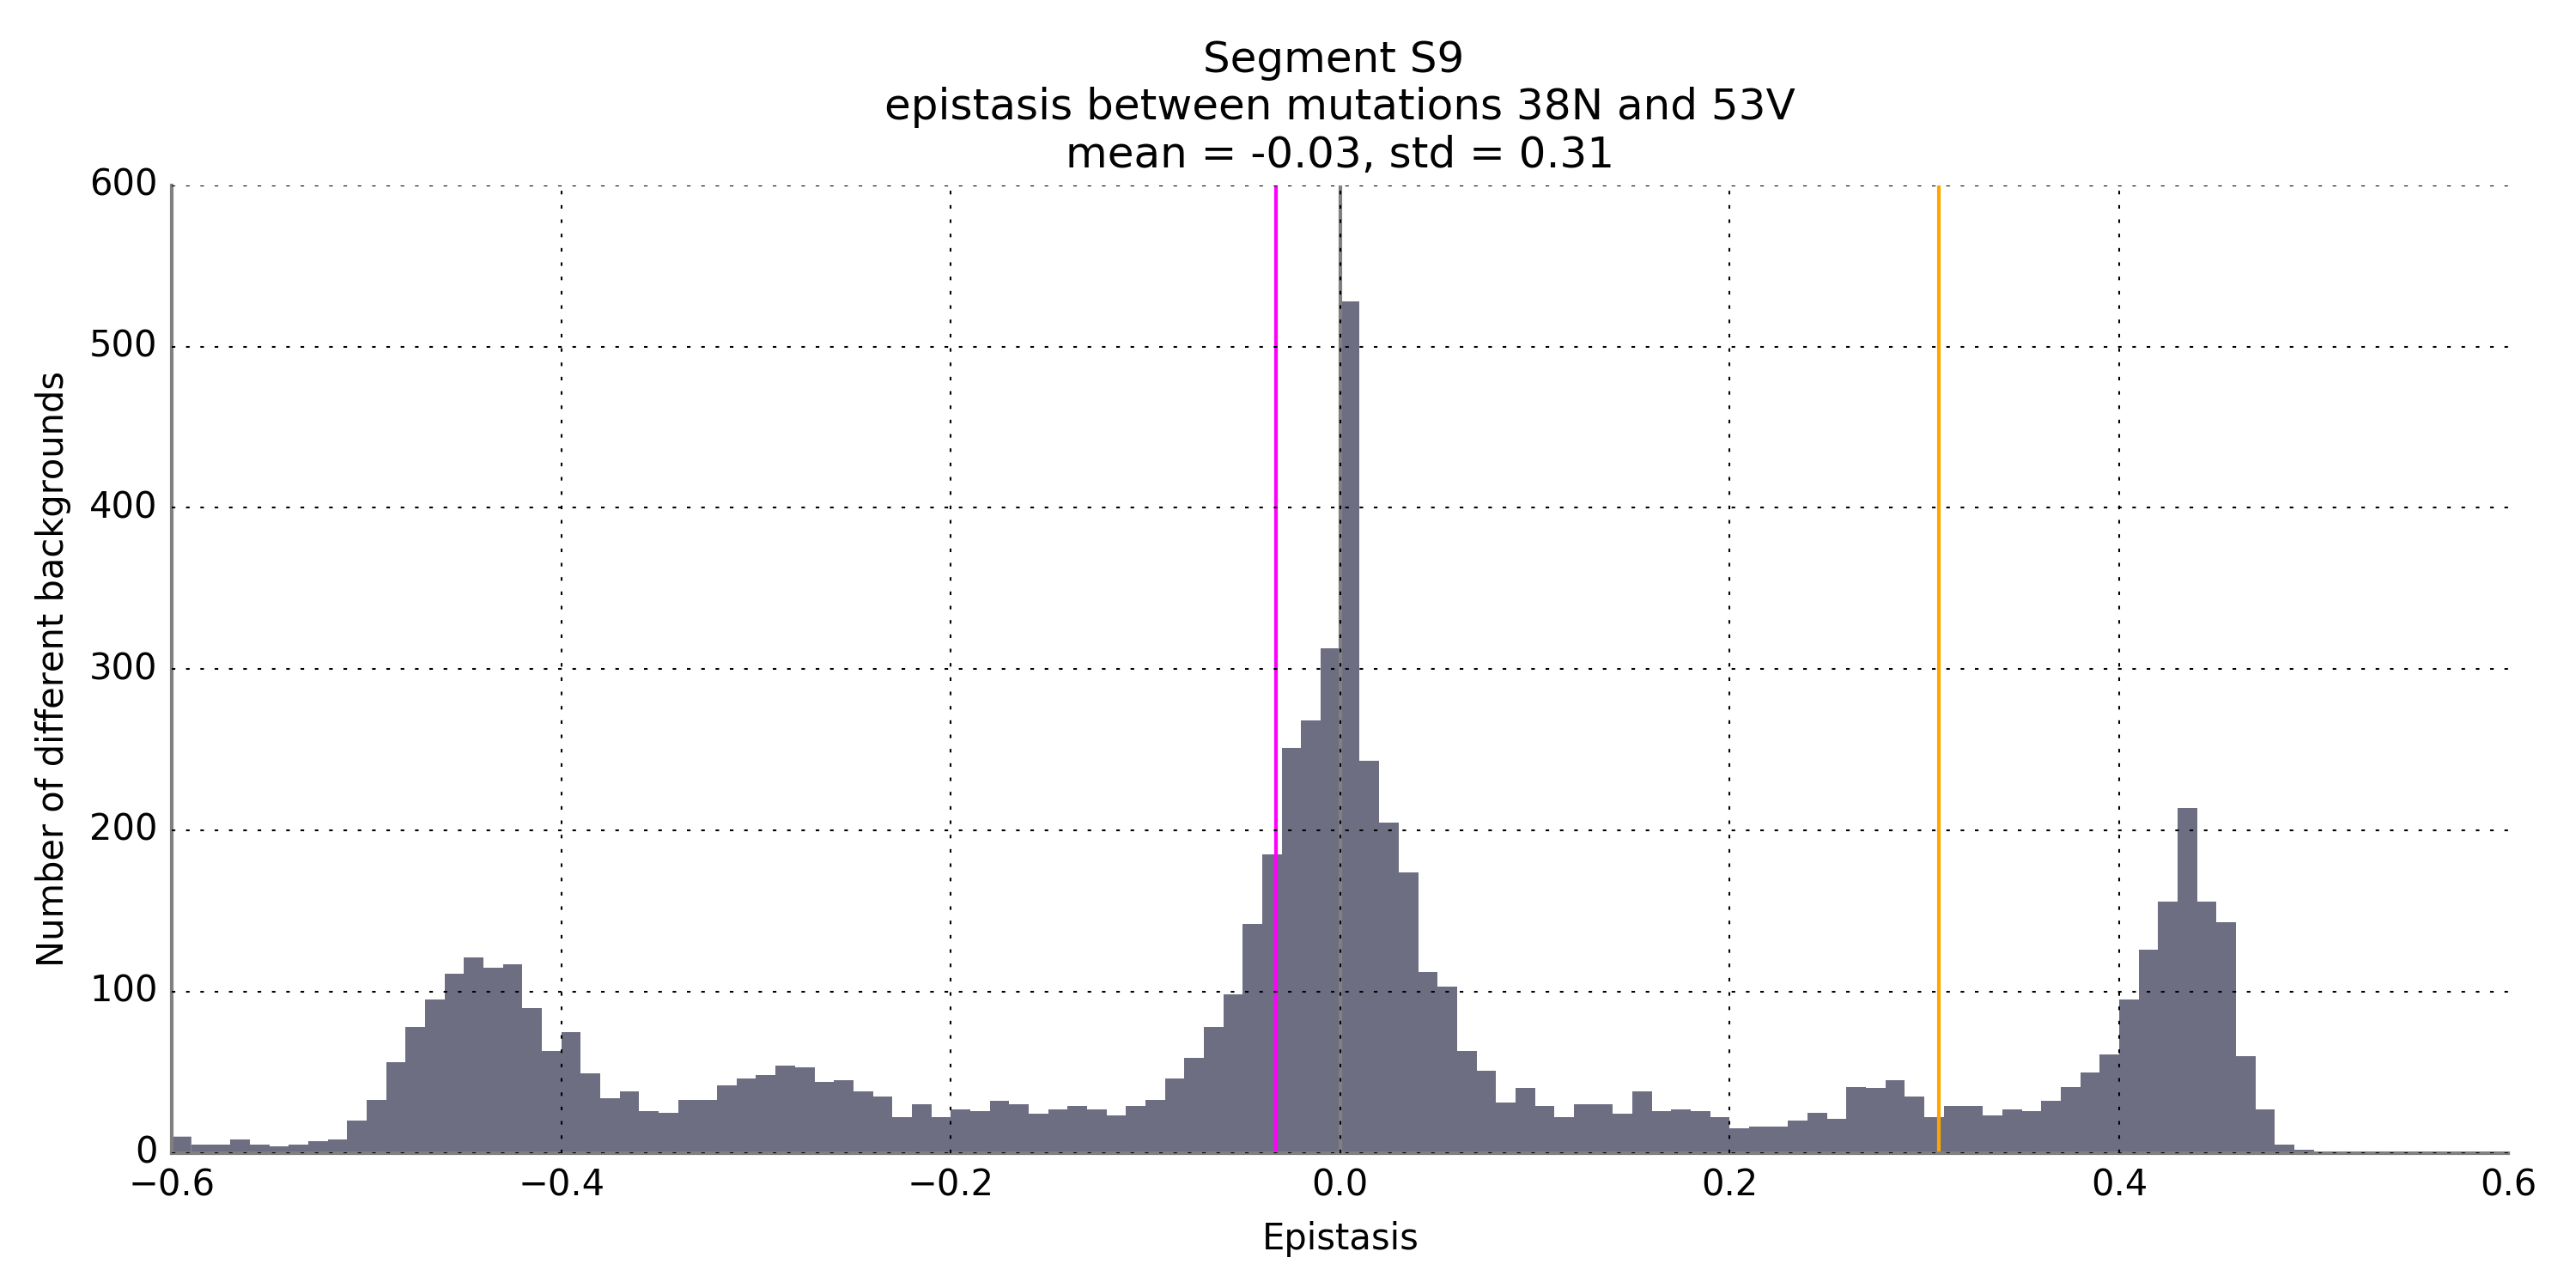 Segment S9
epistasis between mutations 38N and 53V
mean = -0.03, std = 0.31
600
500
400
300
200
100
0
Number of different backgrounds
−0.6 −0.4 −0.2 0.0 0.2 0.4 0.6
Epistasis